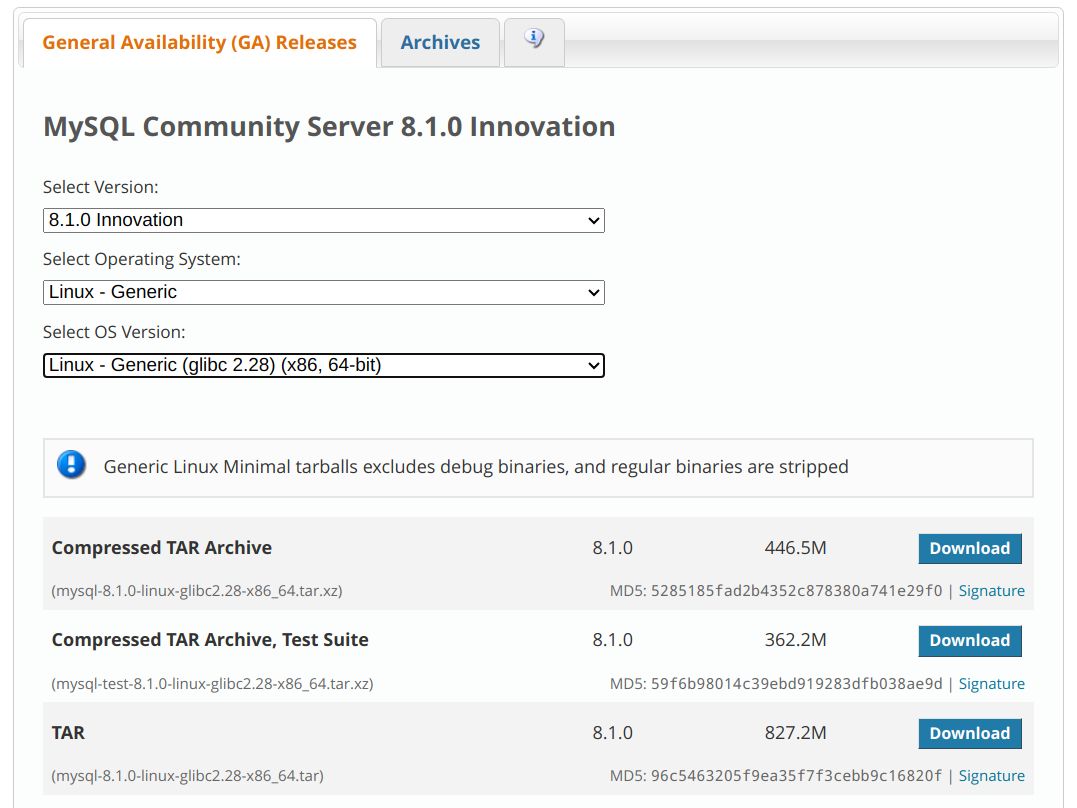 General Availability (GA) Releases
Archives
MySQL Community Server 8.1.0 Innovation
Select Version:
8.1.0 Innovation
Select Operating System:
Linux - Generic
Select OS Version:
Linux - Generic (glibc 2.28) (x86, 64-bit)
Generic Linux Minimal tarballs excludes debug binaries, and regular binaries are stripped
Compressed TAR Archive 8.1.0 446.5M Download
(mysql-8.1.0-linux-glibc2.28-x86_64.tar.xz) MD5: 5285185fad2b4352c878380a741e29f0 | Signature
Compressed TAR Archive, Test Suite 8.1.0 362.2M Download
(mysql-test-8.1.0-linux-glibc2.28-x86_64.tar.xz) MD5: 59f6b98014c39ebd919283dfb038ae9d | Signature
TAR 8.1.0 827.2M Download
(mysql-8.1.0-linux-glibc2.28-x86_64.tar) MD5: 96c5463205f9ea35f7f3cebb9c16820f | Signature